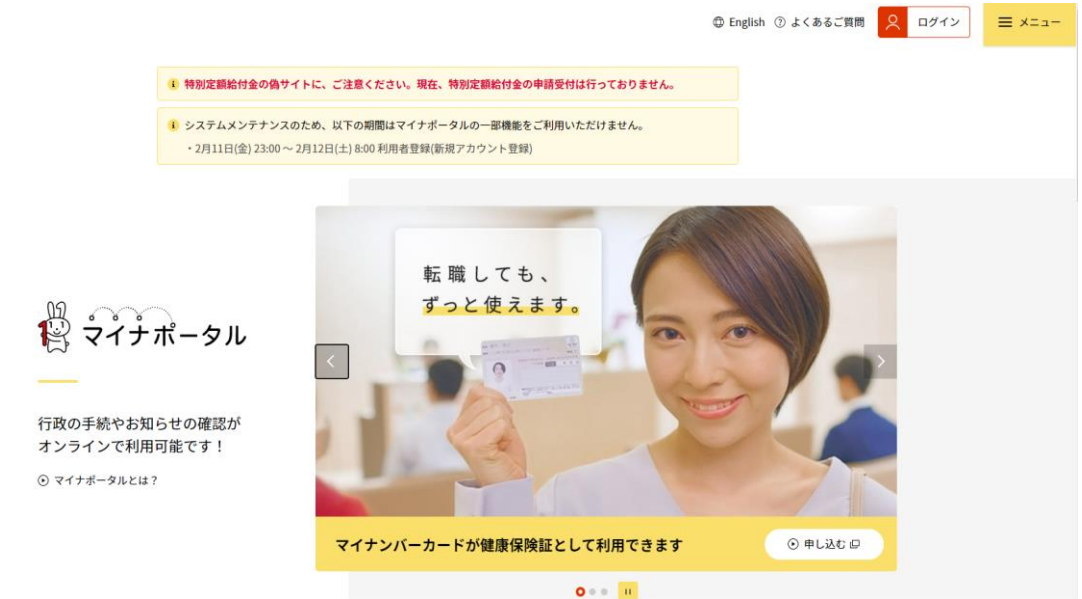 English
よくあるご質問
ログイン
メニュー
特別定額給付金の偽サイトに、ご注意ください。現在、特別定額給付金の申請受付は行っておりません。
システムメンテナンスのため、以下の期間はマイナポータルの一部機能をご利用いただけません。
・2月11日(金) 23:00 ～ 2月12日(土) 8:00 利用者登録(新規アカウント登録)
転職しても、
ずっと使えます。
マイナポータル
行政の手続やお知らせの確認が
オンラインで利用可能です！
マイナポータルとは？
マイナンバーカードが健康保険証として利用できます
申し込む